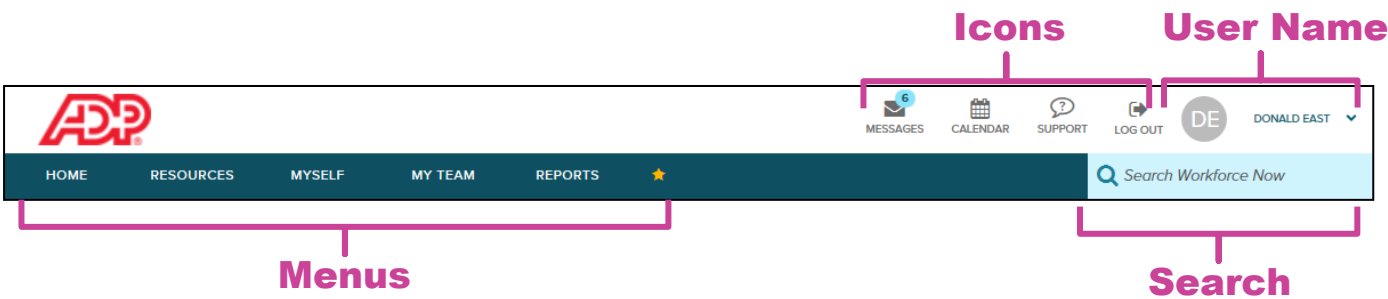 Icons User Name
ADP
6
MESSAGES CALENDAR SUPPORT LOG OUT DE DONALD EAST
HOME RESOURCES MYSELF MY TEAM REPORTS Search Workforce Now
Menus Search